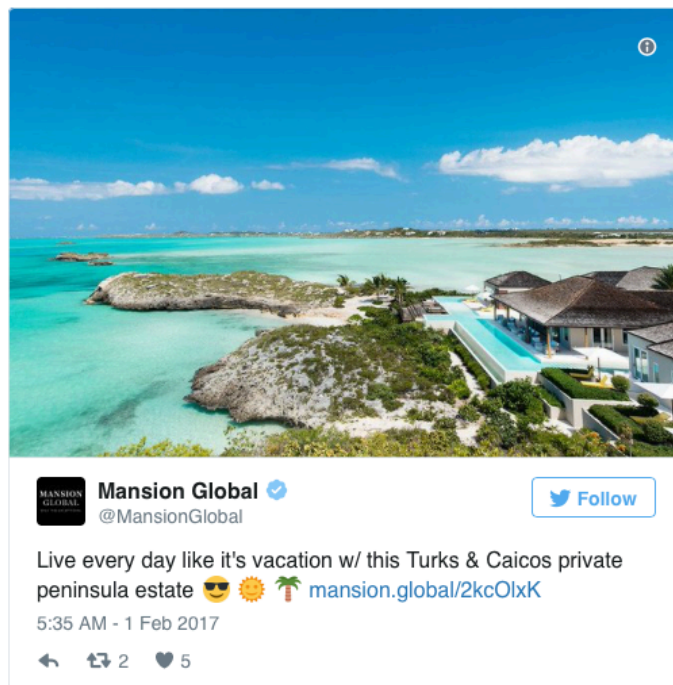 MANSION
GLOBAL
Mansion Global
@MansionGlobal
Follow
Live every day like it's vacation w/ this Turks & Caicos private
peninsula estate 😎 🌞 🌴 mansion.global/2kcOlxK
5:35 AM - 1 Feb 2017
2
5